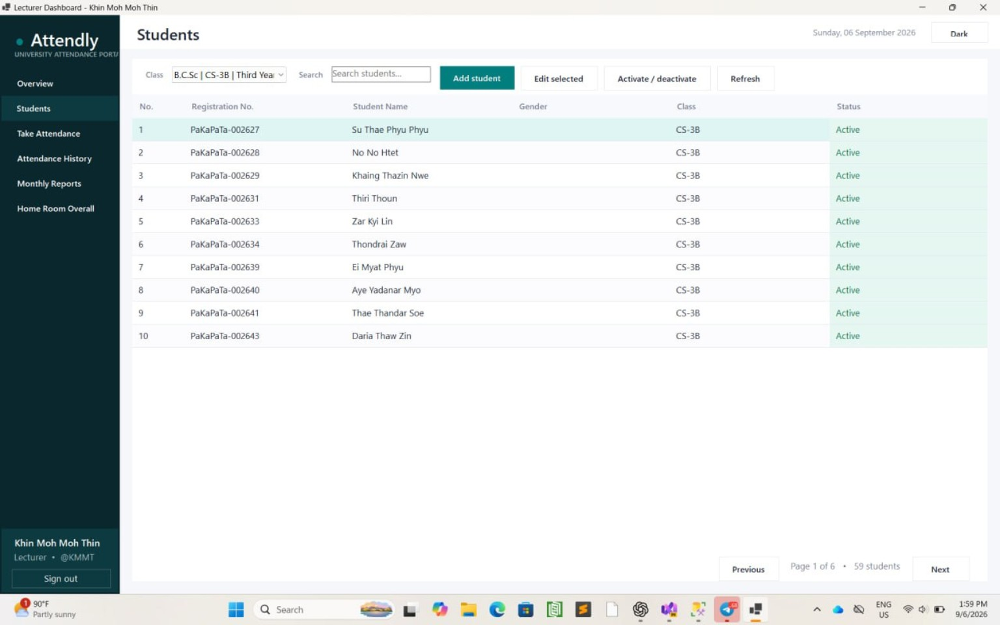 Lecturer Dashboard - Khin Moh Moh Thin
Attendly
UNIVERSITY ATTENDANCE PORTA
Overview
Students
Take Attendance
Attendance History
Monthly Reports
Home Room Overall
Khin Moh Moh Thin
Lecturer • @KMMT
Sign out
Students
Sunday, 06 September 2026
Dark
Class B.C.Sc | CS-3B | Third Year Search Search students... Add student Edit selected Activate / deactivate Refresh
No. Registration No. Student Name Gender Class Status
1 PaKaPaTa-002627 Su Thae Phyu Phyu CS-3B Active
2 PaKaPaTa-002628 No No Htet CS-3B Active
3 PaKaPaTa-002629 Khaing Thazin Nwe CS-3B Active
4 PaKaPaTa-002631 Thiri Thoun CS-3B Active
5 PaKaPaTa-002633 Zar Kyi Lin CS-3B Active
6 PaKaPaTa-002634 Thondrai Zaw CS-3B Active
7 PaKaPaTa-002639 Ei Myat Phyu CS-3B Active
8 PaKaPaTa-002640 Aye Yadanar Myo CS-3B Active
9 PaKaPaTa-002641 Thae Thandar Soe CS-3B Active
10 PaKaPaTa-002643 Daria Thaw Zin CS-3B Active
Previous Page 1 of 6 • 59 students Next
1
90°F
Partly sunny
Search
ENG
US
1:59 PM
9/6/2026